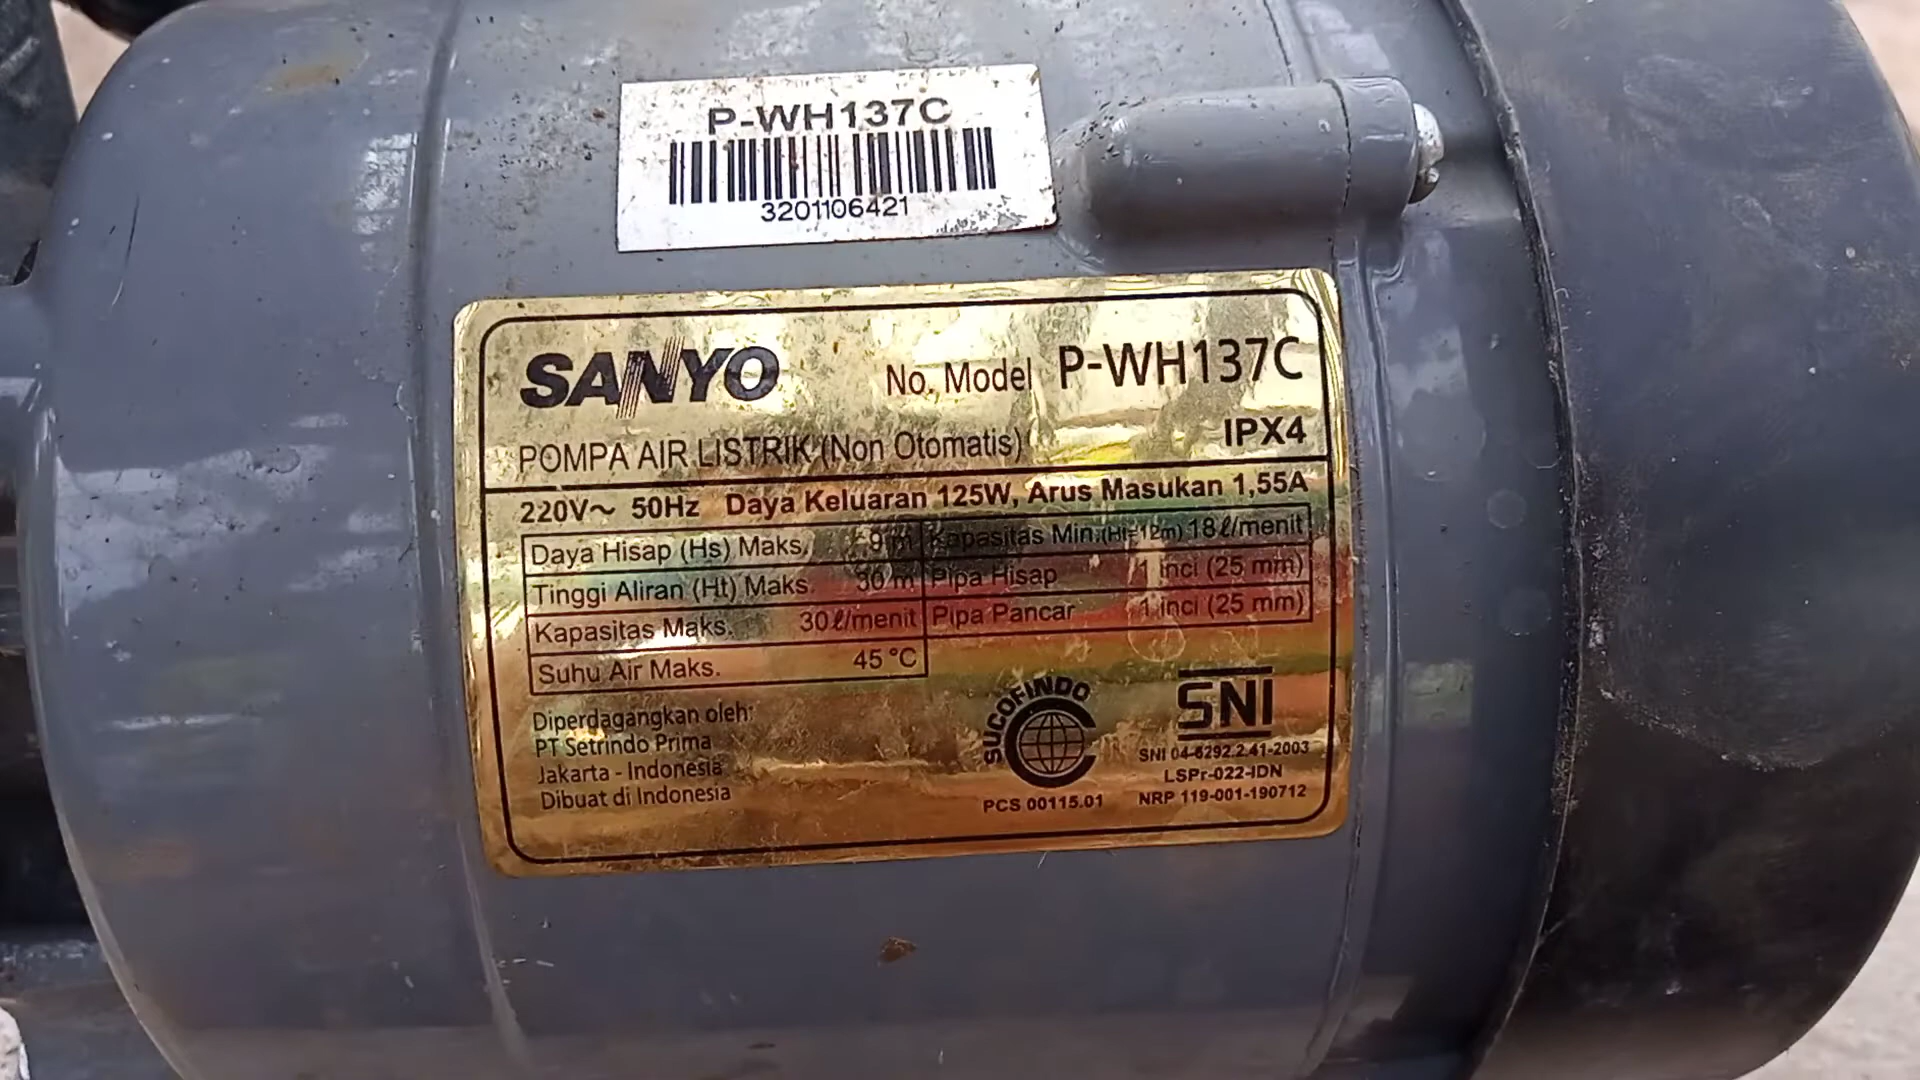 P-WH137C
3201106421
SANYO No. Model P-WH137C
POMPA AIR LISTRIK (Non Otomatis) IPX4
220V~ 50Hz Daya Keluaran 125W, Arus Masukan 1,55A
Daya Hisap (Hs) Maks. 9 m Kapasitas Min.(Ht=12m) 18ℓ/menit
Tinggi Aliran (Ht) Maks. 30 m Pipa Hisap 1 inci (25 mm)
Kapasitas Maks. 30ℓ/menit Pipa Pancar 1 inci (25 mm)
Suhu Air Maks. 45 °C
Diperdagangkan oleh:
PT Setrindo Prima
Jakarta - Indonesia
Dibuat di Indonesia
SUCOFINDO
PCS 00115.01
SNI
SNI 04-6292.2.41-2003
LSPr-022-IDN
NRP 119-001-190712